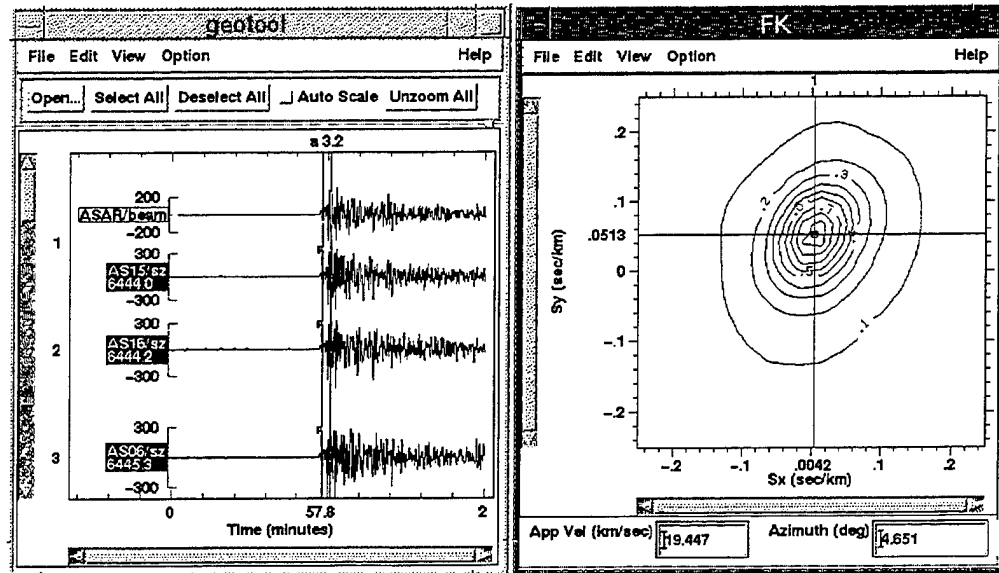 geotool
File Edit View Option Help
Open... Select All Deselect All Auto Scale Unzoom All
a 3.2
200
ASAR/beam
-200
1
300
AS15/sz
6444.0
-300
300
AS16/sz
6444.2
-300
2
300
AS06/sz
6445.3
-300
3
0 57.8 2
Time (minutes)
FK
File Edit View Option Help
1
.2
.1
.0513
0
-.1
-.2
Sy (sec/km)
.2
.3
.5
.1
-.2 -.1 .0042 .1 .2
Sx (sec/km)
App Vel (km/sec) 19.447 Azimuth (deg) 4.651